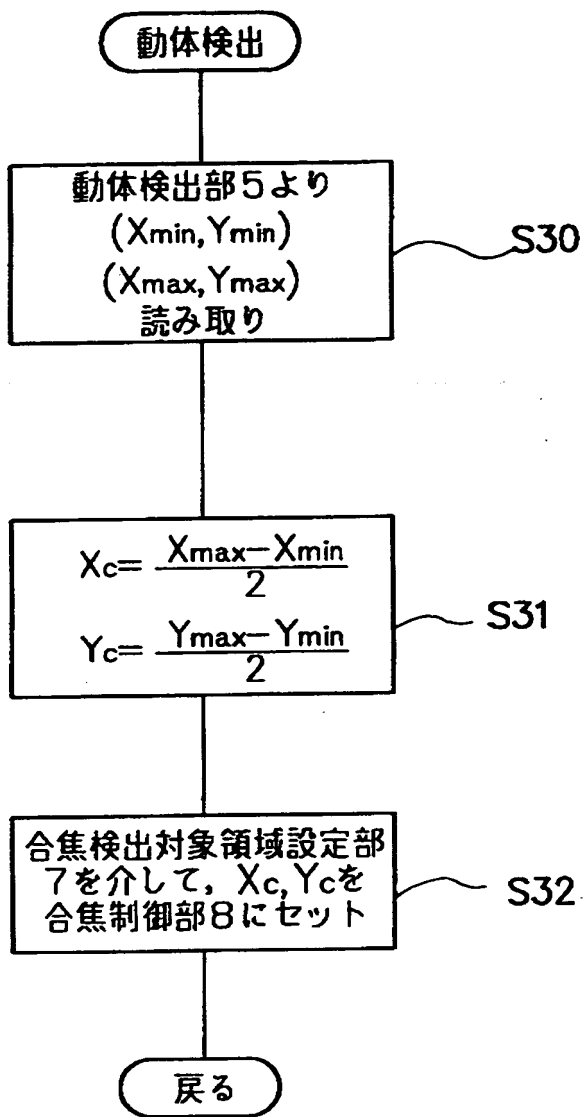 動体検出
動体検出部5より
(Xmin,Ymin)
(Xmax,Ymax)
読み取り
S30
Xc= Xmax−Xmin
2
Yc= Ymax−Ymin
2
S31
合焦検出対象領域設定部
7を介して, Xc,Ycを
合焦制御部8にセット
S32
戻る